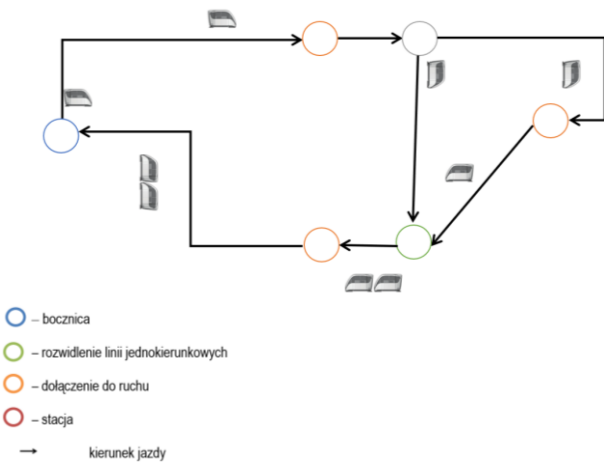 – bocznica
– rozwidlenie linii jednokierunkowych
– dołączenie do ruchu
– stacja
kierunek jazdy